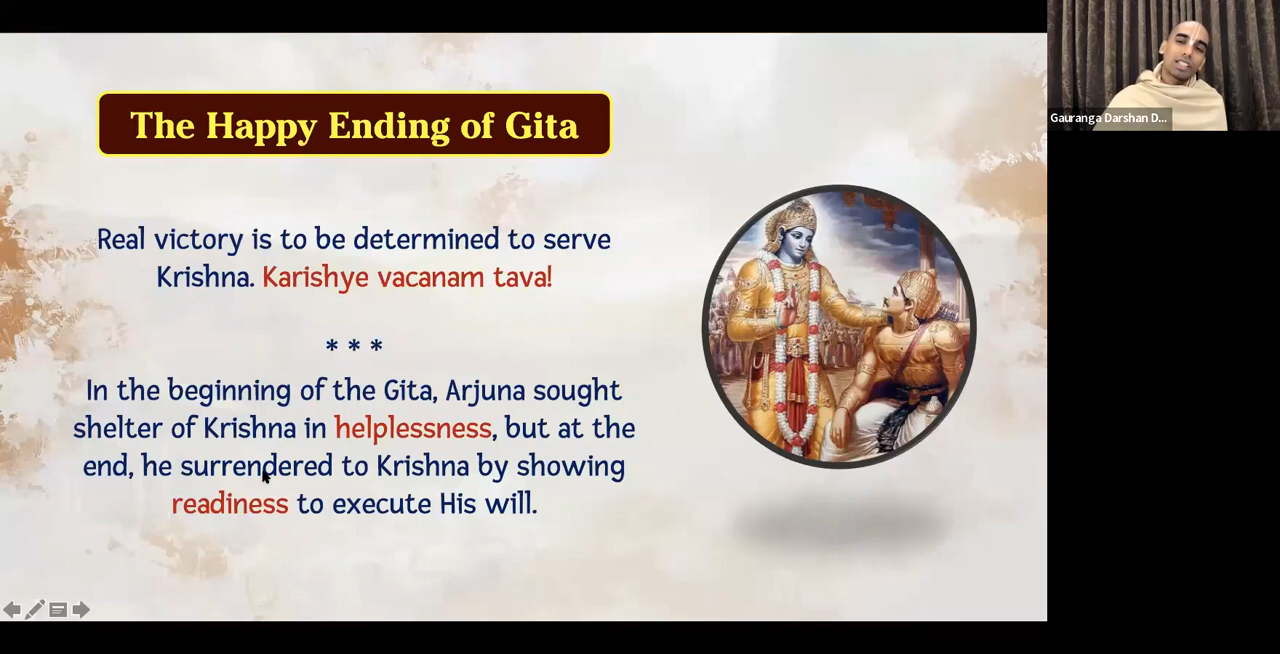 The Happy Ending of Gita
Real victory is to be determined to serve
Krishna. Karishye vacanam tava!
* * *
In the beginning of the Gita, Arjuna sought
shelter of Krishna in helplessness, but at the
end, he surrendered to Krishna by showing
readiness to execute His will.
Gauranga Darshan D...